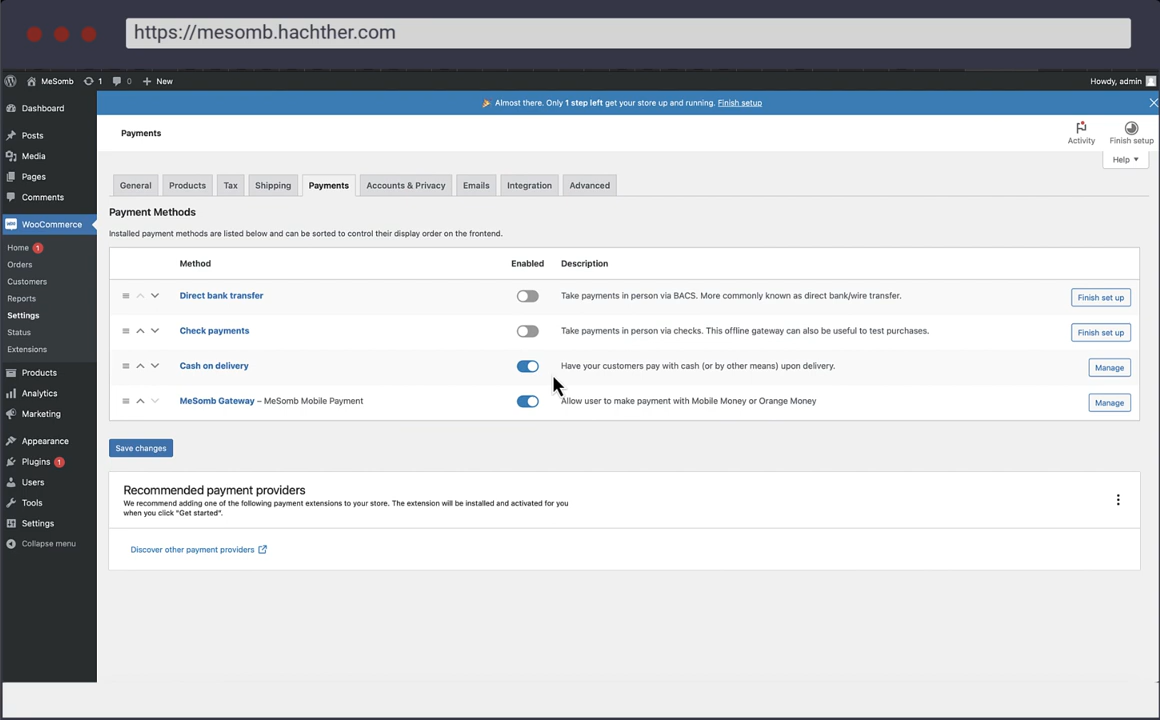 https://mesomb.hachther.com
MeSomb 1 0 New
Howdy, admin
🎉 Almost there. Only 1 step left get your store up and running. Finish setup
Dashboard
Posts
Media
Pages
Comments
WooCommerce
Home 1
Orders
Customers
Reports
Settings
Status
Extensions
Products
Analytics
Marketing
Appearance
Plugins 1
Users
Tools
Settings
Collapse menu
Payments
Activity
Finish setup
Help
General Products Tax Shipping Payments Accounts & Privacy Emails Integration Advanced
Payment Methods
Installed payment methods are listed below and can be sorted to control their display order on the frontend.
Method Enabled Description
Direct bank transfer Take payments in person via BACS. More commonly known as direct bank/wire transfer. Finish set up
Check payments Take payments in person via checks. This offline gateway can also be useful to test purchases. Finish set up
Cash on delivery Have your customers pay with cash (or by other means) upon delivery. Manage
MeSomb Gateway – MeSomb Mobile Payment Allow user to make payment with Mobile Money or Orange Money Manage
Save changes
Recommended payment providers
We recommend adding one of the following payment extensions to your store. The extension will be installed and activated for you
when you click "Get started".
Discover other payment providers